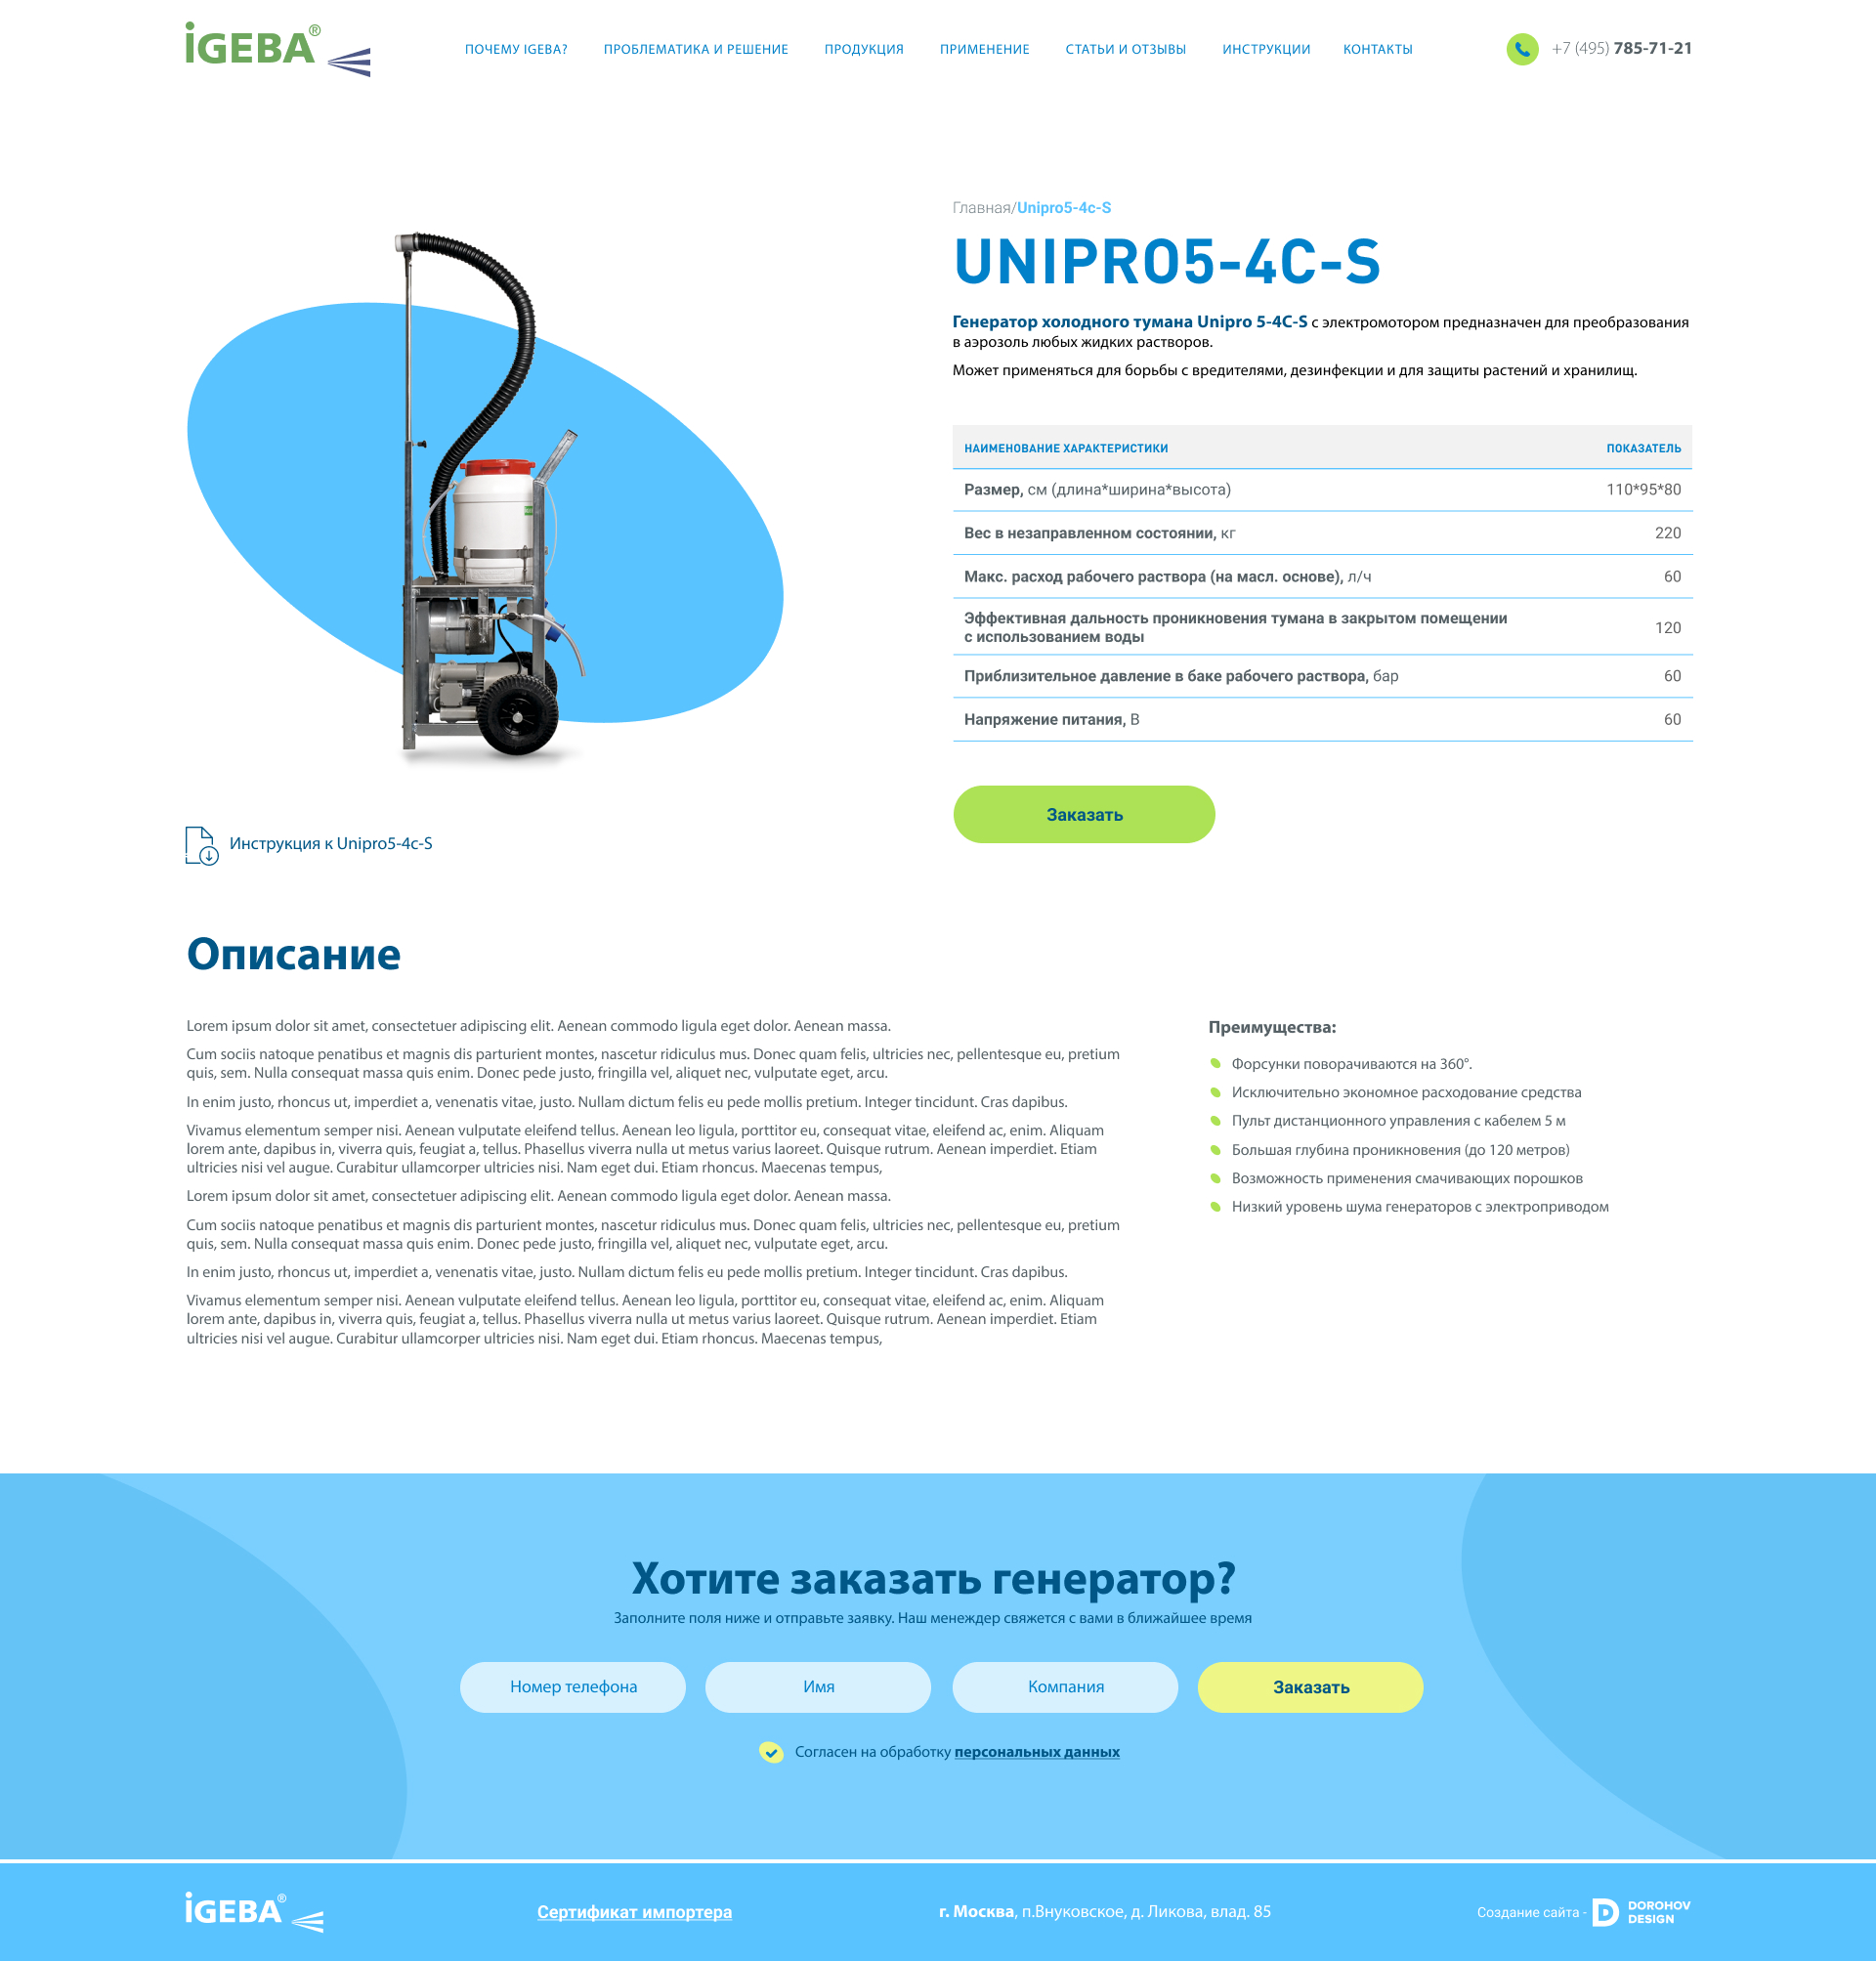 iGEBA®
ПОЧЕМУ IGEBA? ПРОБЛЕМАТИКА И РЕШЕНИЕ ПРОДУКЦИЯ ПРИМЕНЕНИЕ СТАТЬИ И ОТЗЫВЫ ИНСТРУКЦИИ КОНТАКТЫ
+7 (495) 785-71-21
Главная/Unipro5-4c-S
UNIPRO5-4C-S
Генератор холодного тумана Unipro 5-4C-S с электромотором предназначен для преобразования
в аэрозоль любых жидких растворов.
Может применяться для борьбы с вредителями, дезинфекции и для защиты растений и хранилищ.
НАИМЕНОВАНИЕ ХАРАКТЕРИСТИКИ ПОКАЗАТЕЛЬ
Размер, см (длина*ширина*высота) 110*95*80
Вес в незаправленном состоянии, кг 220
Макс. расход рабочего раствора (на масл. основе), л/ч 60
Эффективная дальность проникновения тумана в закрытом помещении
с использованием воды 120
Приблизительное давление в баке рабочего раствора, бар 60
Напряжение питания, В 60
Заказать
Инструкция к Unipro5-4c-S
Описание
Lorem ipsum dolor sit amet, consectetuer adipiscing elit. Aenean commodo ligula eget dolor. Aenean massa.
Cum sociis natoque penatibus et magnis dis parturient montes, nascetur ridiculus mus. Donec quam felis, ultricies nec, pellentesque eu, pretium
quis, sem. Nulla consequat massa quis enim. Donec pede justo, fringilla vel, aliquet nec, vulputate eget, arcu.
In enim justo, rhoncus ut, imperdiet a, venenatis vitae, justo. Nullam dictum felis eu pede mollis pretium. Integer tincidunt. Cras dapibus.
Vivamus elementum semper nisi. Aenean vulputate eleifend tellus. Aenean leo ligula, porttitor eu, consequat vitae, eleifend ac, enim. Aliquam
lorem ante, dapibus in, viverra quis, feugiat a, tellus. Phasellus viverra nulla ut metus varius laoreet. Quisque rutrum. Aenean imperdiet. Etiam
ultricies nisi vel augue. Curabitur ullamcorper ultricies nisi. Nam eget dui. Etiam rhoncus. Maecenas tempus,
Lorem ipsum dolor sit amet, consectetuer adipiscing elit. Aenean commodo ligula eget dolor. Aenean massa.
Cum sociis natoque penatibus et magnis dis parturient montes, nascetur ridiculus mus. Donec quam felis, ultricies nec, pellentesque eu, pretium
quis, sem. Nulla consequat massa quis enim. Donec pede justo, fringilla vel, aliquet nec, vulputate eget, arcu.
In enim justo, rhoncus ut, imperdiet a, venenatis vitae, justo. Nullam dictum felis eu pede mollis pretium. Integer tincidunt. Cras dapibus.
Vivamus elementum semper nisi. Aenean vulputate eleifend tellus. Aenean leo ligula, porttitor eu, consequat vitae, eleifend ac, enim. Aliquam
lorem ante, dapibus in, viverra quis, feugiat a, tellus. Phasellus viverra nulla ut metus varius laoreet. Quisque rutrum. Aenean imperdiet. Etiam
ultricies nisi vel augue. Curabitur ullamcorper ultricies nisi. Nam eget dui. Etiam rhoncus. Maecenas tempus,
Преимущества:
Форсунки поворачиваются на 360°.
Исключительно экономное расходование средства
Пульт дистанционного управления с кабелем 5 м
Большая глубина проникновения (до 120 метров)
Возможность применения смачивающих порошков
Низкий уровень шума генераторов с электроприводом
Хотите заказать генератор?
Заполните поля ниже и отправьте заявку. Наш менеждер свяжется с вами в ближайшее время
Номер телефона Имя Компания Заказать
Согласен на обработку персональных данных
iGEBA®
Сертификат импортера
г. Москва, п.Внуковское, д. Ликова, влад. 85
Создание сайта - DOROHOV
DESIGN